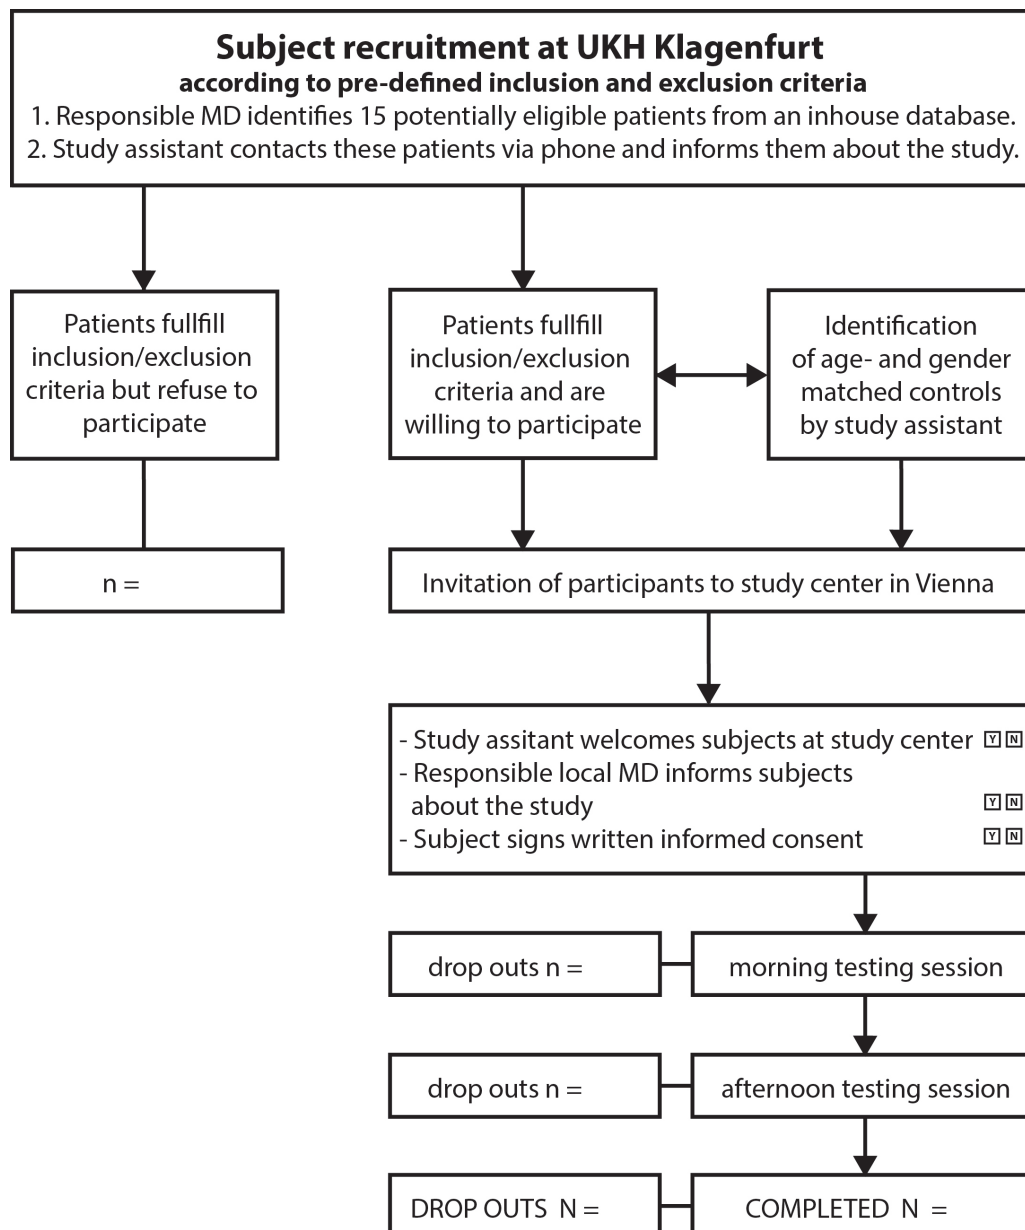 Subject recruitment at UKH Klagenfurt
according to pre-defined inclusion and exclusion criteria
1. Responsible MD identifies 15 potentially eligible patients from an inhouse database.
2. Study assistant contacts these patients via phone and informs them about the study.
Patients fullfill
inclusion/exclusion
criteria but refuse to
participate
Patients fullfill
inclusion/exclusion
criteria and are
willing to participate
Identification
of age- and gender
matched controls
by study assistant
n =
Invitation of participants to study center in Vienna
- Study assitant welcomes subjects at study center Y N
- Responsible local MD informs subjects
about the study Y N
- Subject signs written informed consent Y N
drop outs n =
morning testing session
drop outs n =
afternoon testing session
DROP OUTS N =
COMPLETED N =